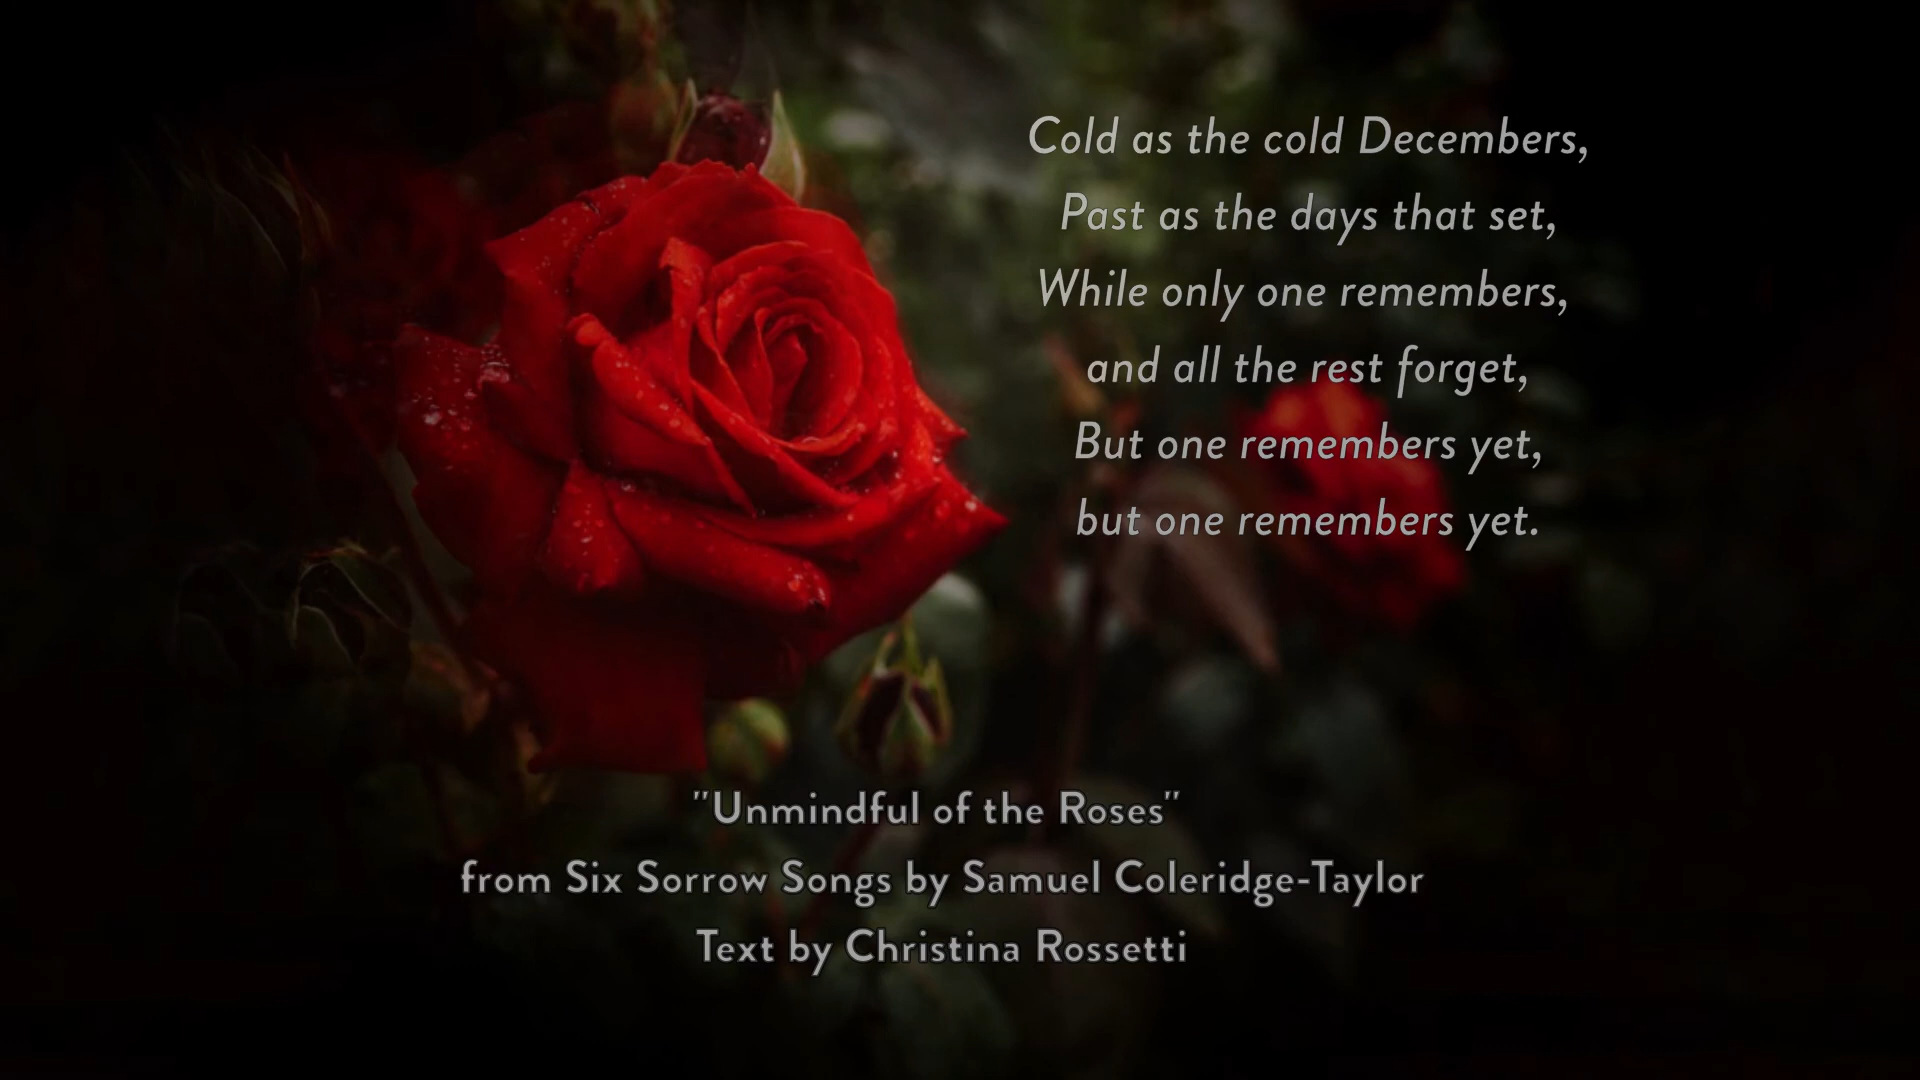 Cold as the cold Decembers,
Past as the days that set,
While only one remembers,
and all the rest forget,
But one remembers yet,
but one remembers yet.
"Unmindful of the Roses"
from Six Sorrow Songs by Samuel Coleridge-Taylor
Text by Christina Rossetti